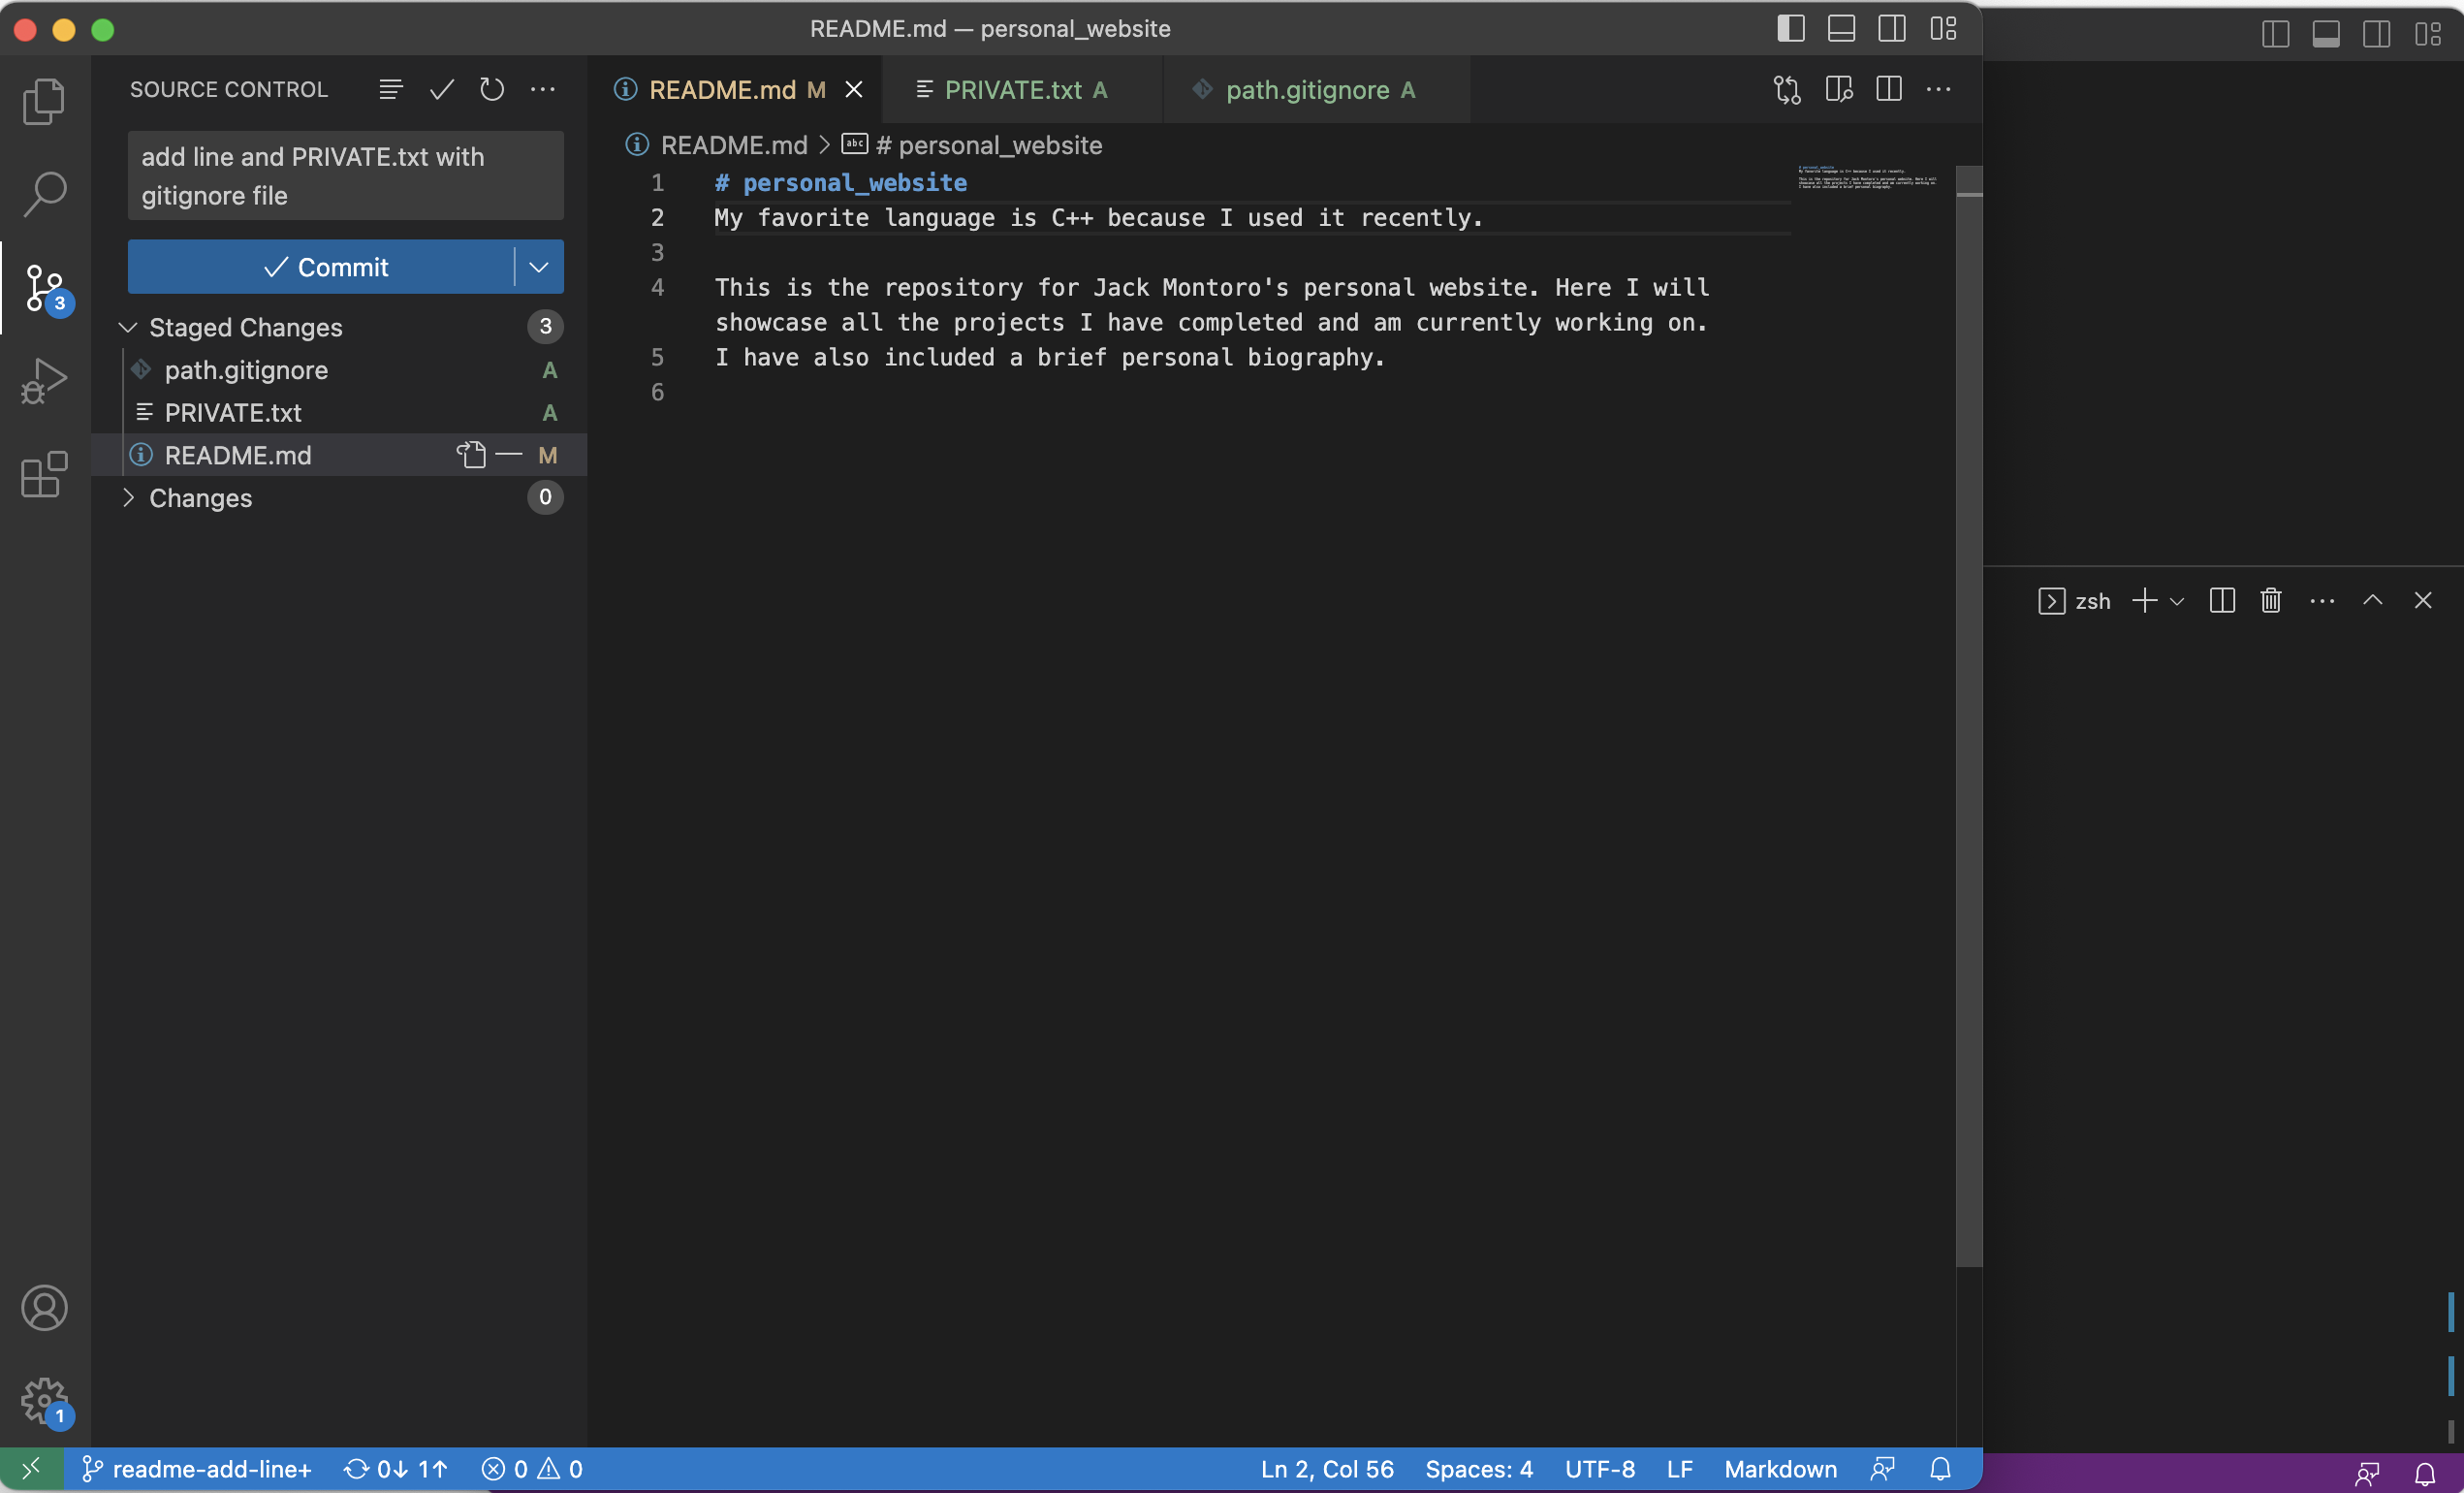 README.md — personal_website
SOURCE CONTROL
add line and PRIVATE.txt with
gitignore file
Commit
Staged Changes 3
path.gitignore A
PRIVATE.txt A
README.md M
Changes 0
3
1
README.md M
PRIVATE.txt A
path.gitignore A
README.md > abc # personal_website
1 # personal_website
2 My favorite language is C++ because I used it recently.
3
4 This is the repository for Jack Montoro's personal website. Here I will
showcase all the projects I have completed and am currently working on.
5 I have also included a brief personal biography.
6
zsh
readme-add-line+ 0↓ 1↑ 0 0 Ln 2, Col 56 Spaces: 4 UTF-8 LF Markdown